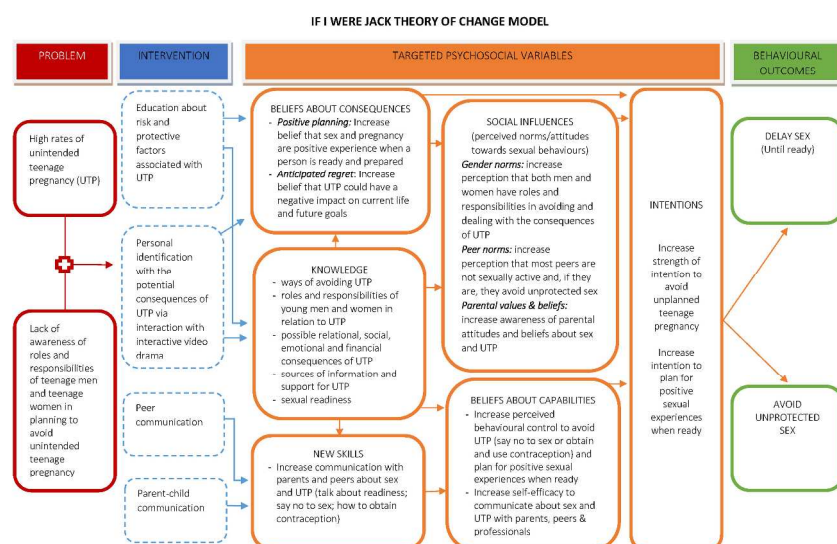 IF I WERE JACK THEORY OF CHANGE MODEL
PROBLEM
INTERVENTION
TARGETED PSYCHOSOCIAL VARIABLES
BEHAVIOURAL
OUTCOMES
High rates of
unintended
teenage
pregnancy (UTP)
Lack of
awareness of
roles and
responsibilities
of teenage men
and teenage
women in
planning to
avoid
unintended
teenage
pregnancy
Education about
risk and
protective
factors
associated with
UTP
Personal
identification
with the
potential
consequences of
UTP via
interaction with
interactive video
drama
Peer
communication
Parent-child
communication
BELIEFS ABOUT CONSEQUENCES
- Positive planning: Increase
belief that sex and pregnancy
are positive experience when a
person is ready and prepared
- Anticipated regret: Increase
belief that UTP could have a
negative impact on current life
and future goals
KNOWLEDGE
- ways of avoiding UTP
- roles and responsibilities of
young men and women in
relation to UTP
- possible relational, social,
emotional and financial
consequences of UTP
- sources of information and
support for UTP
- sexual readiness
NEW SKILLS
- Increase communication with
parents and peers about sex
and UTP (talk about readiness;
say no to sex; how to obtain
contraception)
SOCIAL INFLUENCES
(perceived norms/attitudes
towards sexual behaviours)
Gender norms: increase
perception that both men and
women have roles and
responsibilities in avoiding and
dealing with the consequences
of UTP
Peer norms: increase
perception that most peers are
not sexually active and, if they
are, they avoid unprotected sex
Parental values & beliefs:
increase awareness of parental
attitudes and beliefs about sex
and UTP
BELIEFS ABOUT CAPABILITIES
- Increase perceived
behavioural control to avoid
UTP (say no to sex or obtain
and use contraception) and
plan for positive sexual
experiences when ready
- Increase self-efficacy to
communicate about sex and
UTP with parents, peers &
professionals
INTENTIONS
Increase
strength of
intention to
avoid
unplanned
teenage
pregnancy
Increase
intention to
plan for
positive
sexual
experiences
when ready
DELAY SEX
(Until ready)
AVOID
UNPROTECTED
SEX